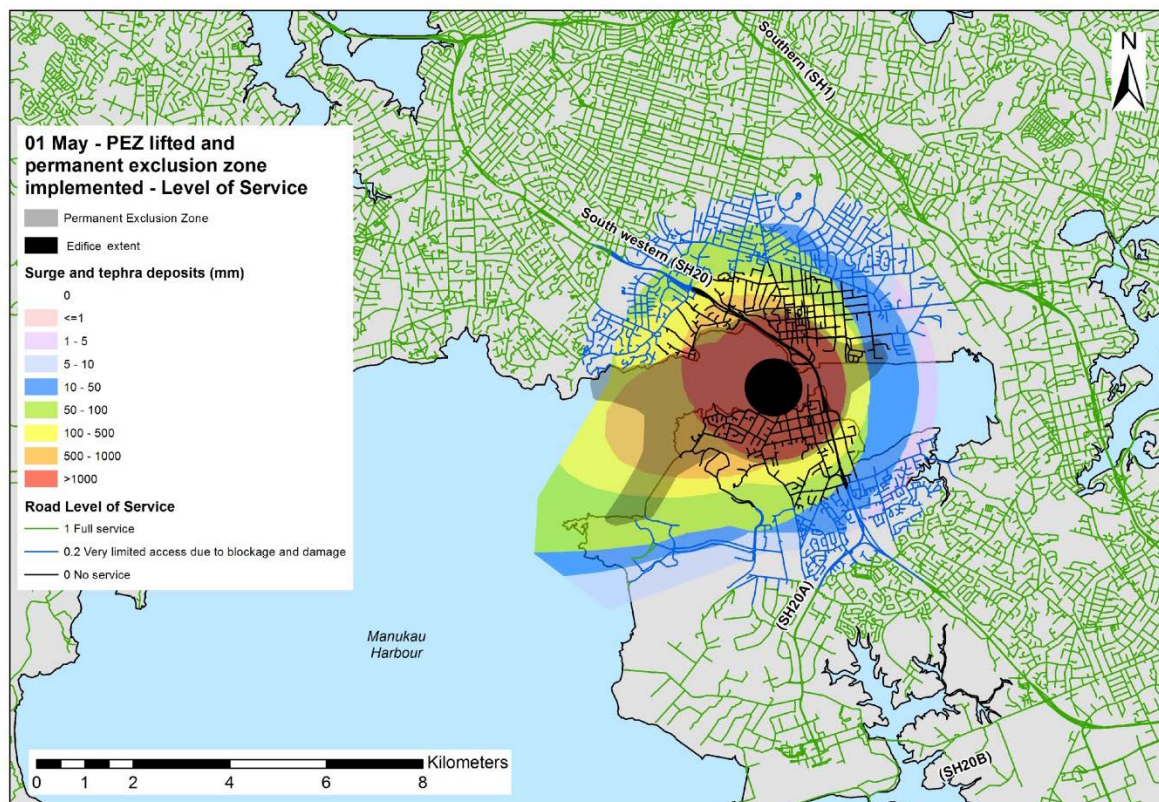 01 May - PEZ lifted and
permanent exclusion zone
implemented - Level of Service
Permanent Exclusion Zone
Edifice extent
Surge and tephra deposits (mm)
0
<=1
1 - 5
5 - 10
10 - 50
50 - 100
100 - 500
500 - 1000
>1000
Road Level of Service
1 Full service
0.2 Very limited access due to blockage and damage
0 No service
Southern (SH1)
N
South western (SH20)
(SH20A)
Manukau
Harbour
(SH20B)
Kilometers
0 1 2 4 6 8